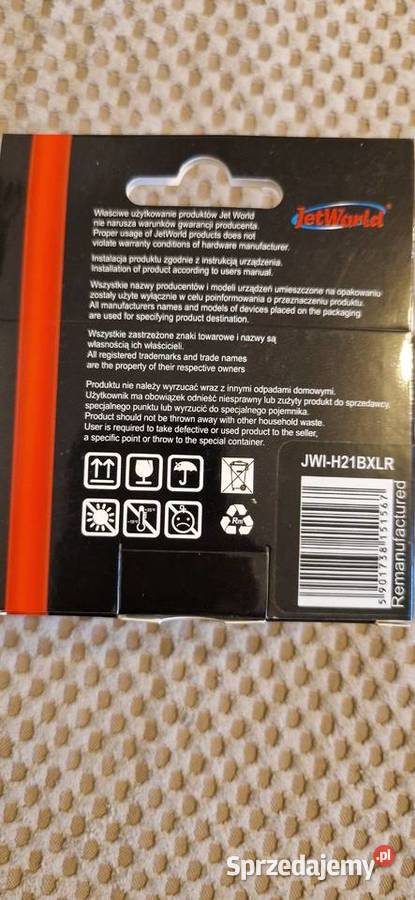 Właściwe użytkowanie produktów Jet World
nie narusza warunków gwarancji producenta.
Proper usage of JetWorld products does not
violate warranty conditions of hardware manufacturer.
JetWorld
Instalacja produktu zgodnie z instrukcją urządzenia.
Installation of product according to users manual.
Wszystkie nazwy producentów i modeli urządzeń umieszczone na opakowaniu
zostały użyte wyłącznie w celu poinformowania o przeznaczeniu produktu.
All manufacturers names and models of devices placed on the packaging
are used for specifying product destination.
Wszystkie zastrzeżone znaki towarowe i nazwy są
własnością ich właścicieli.
All registered trademarks and trade names
are the property of their respective owners
Produktu nie należy wyrzucać wraz z innymi odpadami domowymi.
Użytkownik ma obowiązek odnieść niesprawny lub zużyty produkt do sprzedawcy,
specjalnego punktu lub wyrzucić do specjalnego pojemnika.
Product should not be thrown away with other household waste.
User is required to take defective or used product to the seller,
a specific point or throw to the special container.
JWI-H21BXLR
5 901738 151567
Remanufactured
Rm
Sprzedajemy.pl